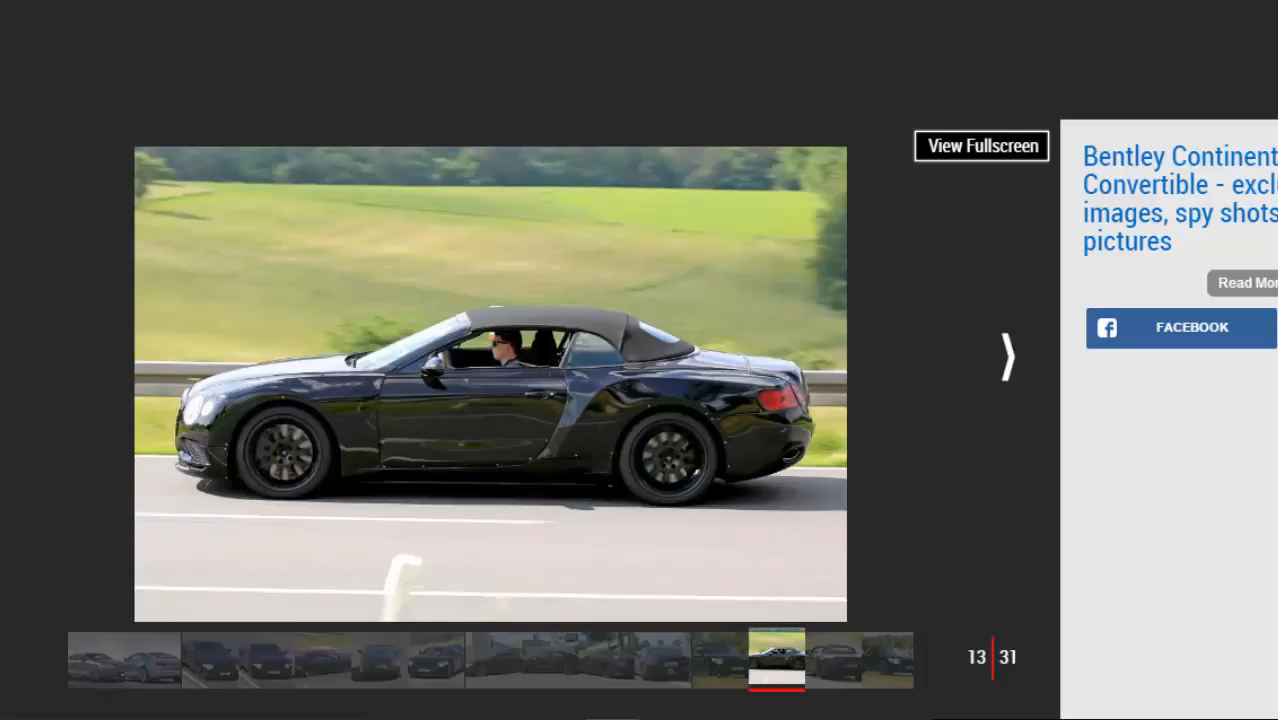 View Fullscreen
Bentley Continent
Convertible - excl
images, spy shots
pictures
Read Mor
FACEBOOK
13 31